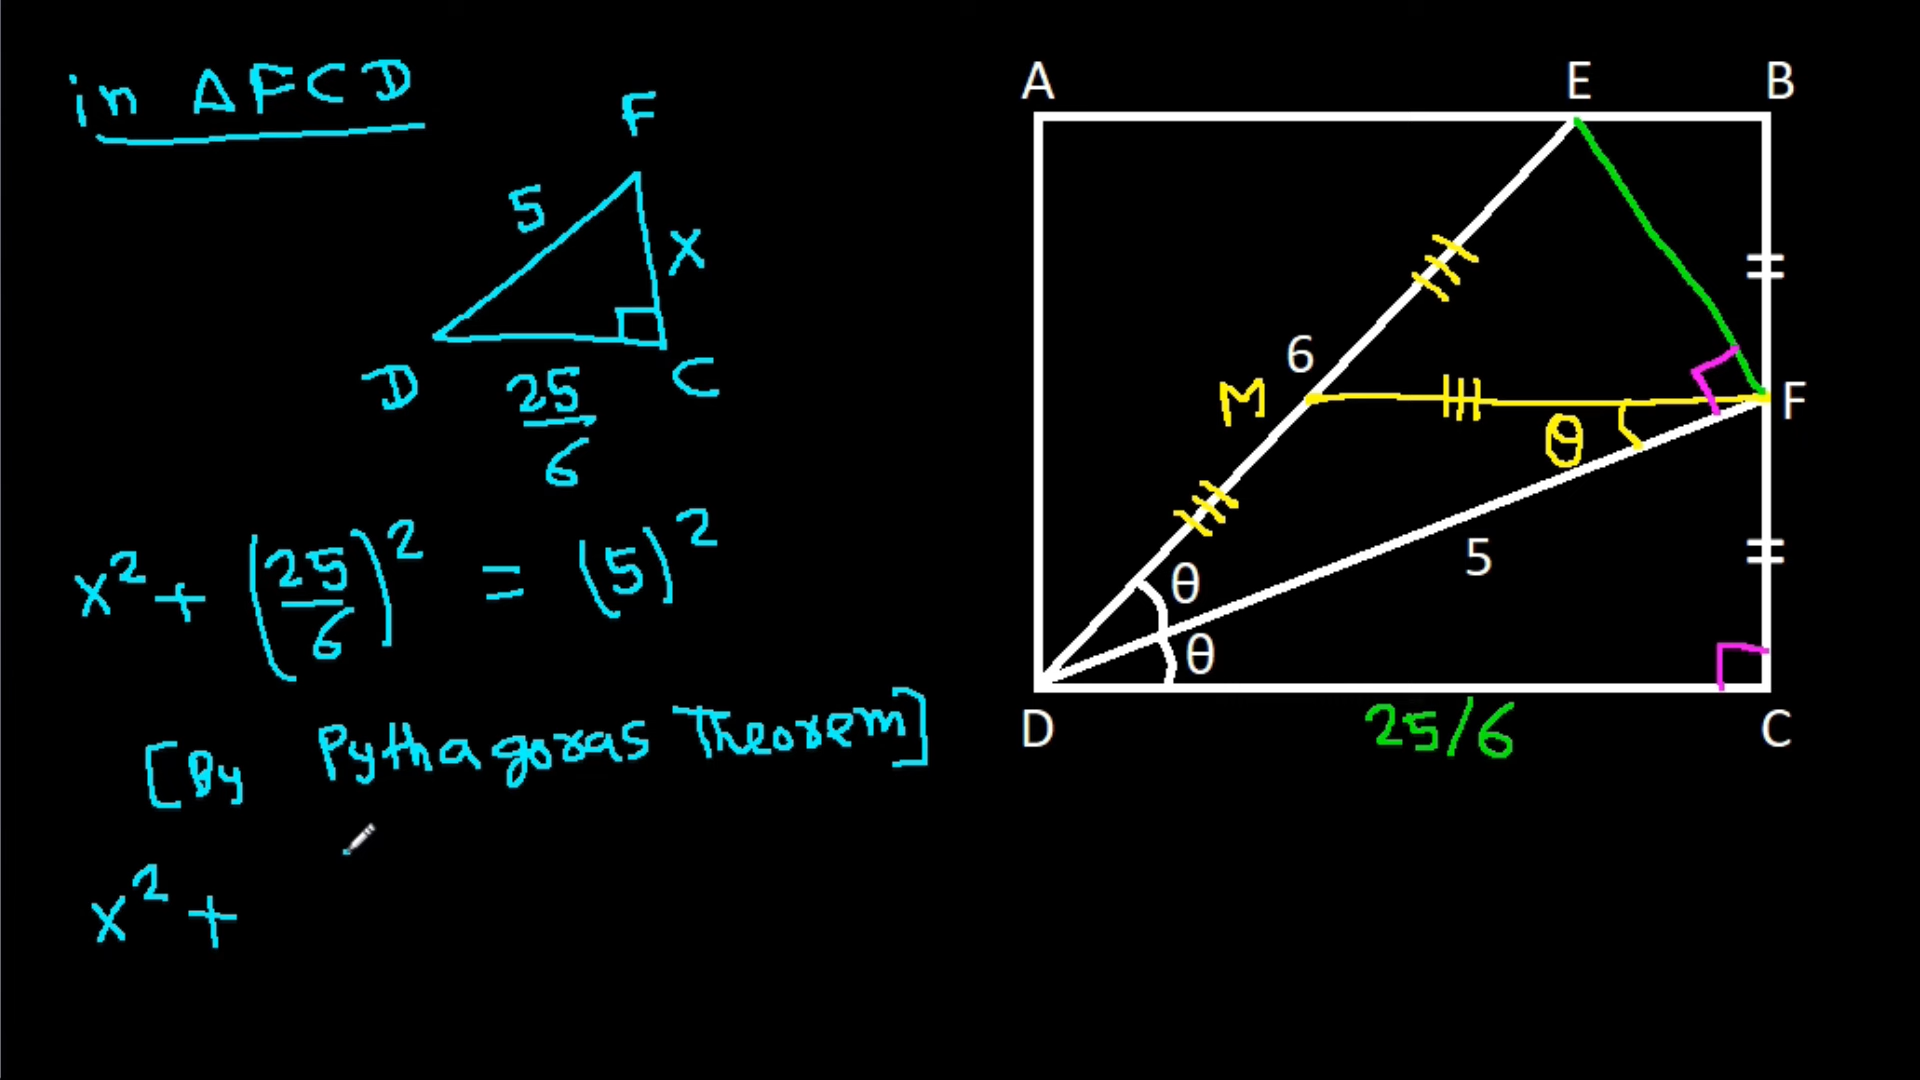 in ΔFCD
F
5
x
D
25/6
C
x² + (25/6)² = (5)²
[By Pythagoras Theorem]
x² +
A
E
B
6
M
F
θ
5
θ
θ
D
25/6
C